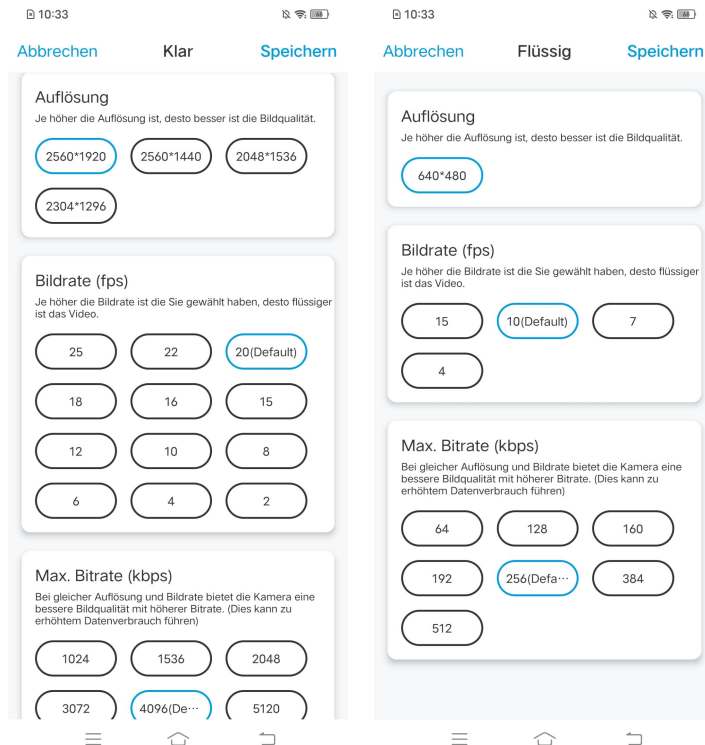 10:33
68
Abbrechen Klar Speichern
Auflösung
Je höher die Auflösung ist, desto besser ist die Bildqualität.
2560*1920 2560*1440 2048*1536
2304*1296
Bildrate (fps)
Je höher die Bildrate ist die Sie gewählt haben, desto flüssiger
ist das Video.
25 22 20(Default)
18 16 15
12 10 8
6 4 2
Max. Bitrate (kbps)
Bei gleicher Auflösung und Bildrate bietet die Kamera eine
bessere Bildqualität mit höherer Bitrate. (Dies kann zu
erhöhtem Datenverbrauch führen)
1024 1536 2048
3072 4096(De··· 5120
10:33
68
Abbrechen Flüssig Speichern
Auflösung
Je höher die Auflösung ist, desto besser ist die Bildqualität.
640*480
Bildrate (fps)
Je höher die Bildrate ist die Sie gewählt haben, desto flüssiger
ist das Video.
15 10(Default) 7
4
Max. Bitrate (kbps)
Bei gleicher Auflösung und Bildrate bietet die Kamera eine
bessere Bildqualität mit höherer Bitrate. (Dies kann zu
erhöhtem Datenverbrauch führen)
64 128 160
192 256(Defa··· 384
512